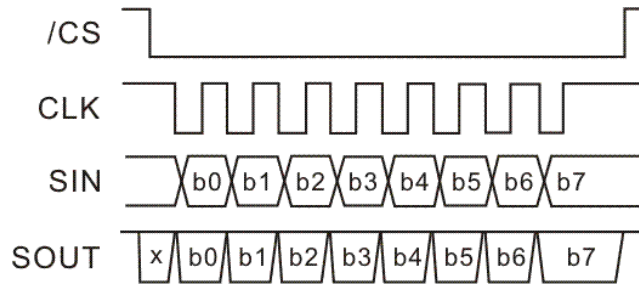 /CS
CLK
SIN b0 b1 b2 b3 b4 b5 b6 b7
SOUT x b0 b1 b2 b3 b4 b5 b6 b7